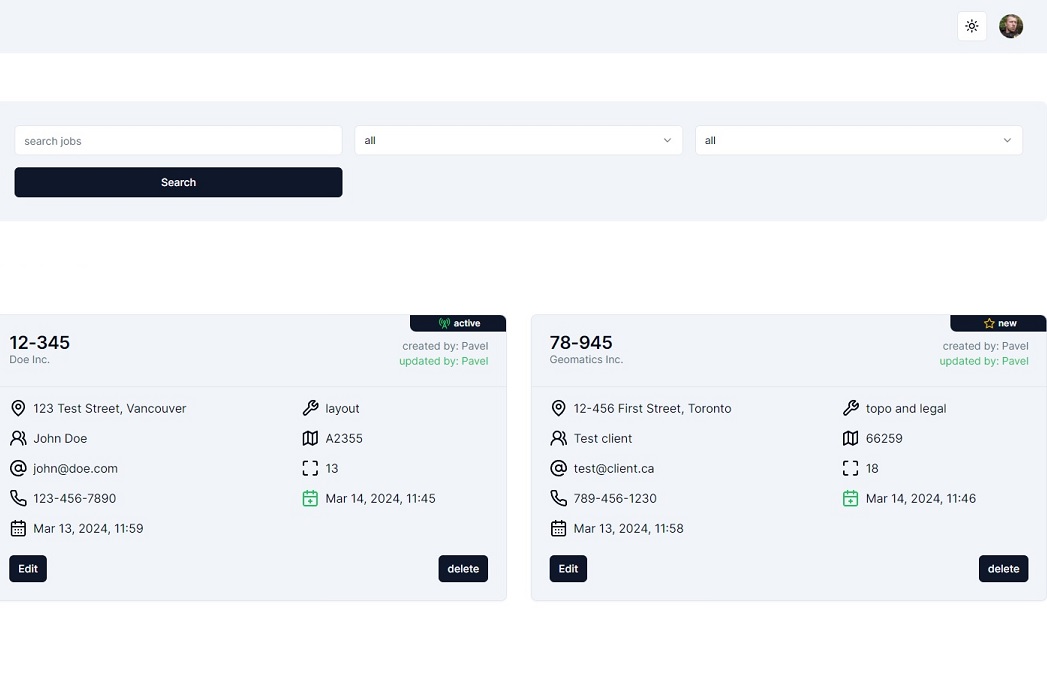 search jobs
all
all
Search
active
12-345
Doe Inc.
created by: Pavel
updated by: Pavel
123 Test Street, Vancouver
layout
John Doe
A2355
john@doe.com
13
123-456-7890
Mar 14, 2024, 11:45
Mar 13, 2024, 11:59
Edit
delete
new
78-945
Geomatics Inc.
created by: Pavel
updated by: Pavel
12-456 First Street, Toronto
topo and legal
Test client
66259
test@client.ca
18
789-456-1230
Mar 14, 2024, 11:46
Mar 13, 2024, 11:58
Edit
delete